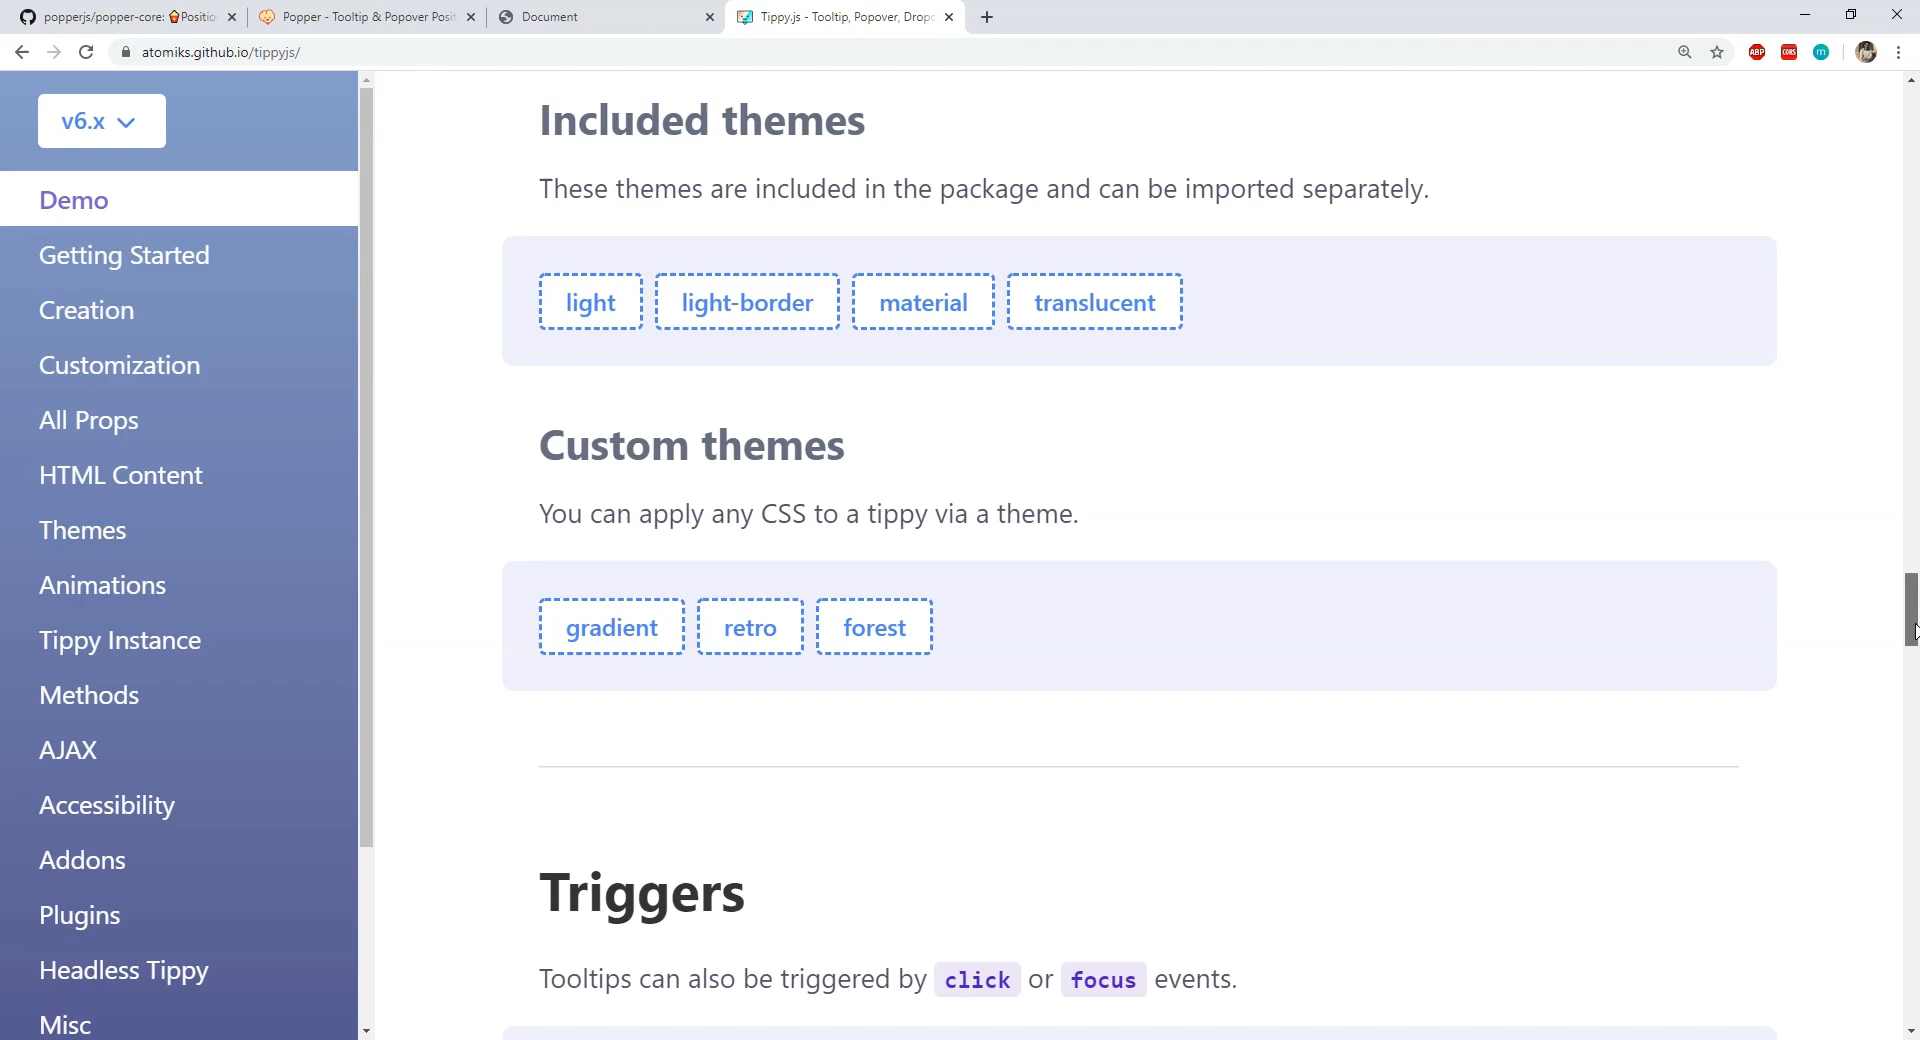 popperjs/popper-core: Positio
Popper - Tooltip & Popover Posit
Document
Tippy.js - Tooltip, Popover, Dropd
atomiks.github.io/tippyjs/
ABP
CORS
m
v6.x
Demo
Getting Started
Creation
Customization
All Props
HTML Content
Themes
Animations
Tippy Instance
Methods
AJAX
Accessibility
Addons
Plugins
Headless Tippy
Misc
Included themes
These themes are included in the package and can be imported separately.
light light-border material translucent
Custom themes
You can apply any CSS to a tippy via a theme.
gradient retro forest
Triggers
Tooltips can also be triggered by click or focus events.